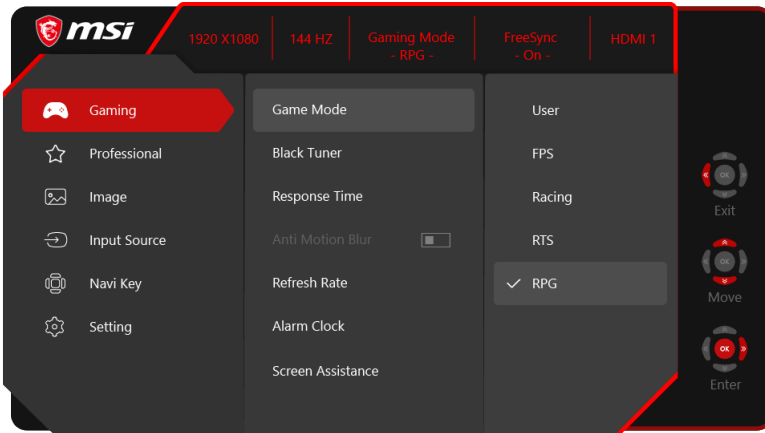 msi
1920 X1080
144 HZ
Gaming Mode
- RPG -
FreeSync
- On -
HDMI 1
Gaming
Professional
Image
Input Source
Navi Key
Setting
Game Mode
Black Tuner
Response Time
Anti Motion Blur
Refresh Rate
Alarm Clock
Screen Assistance
User
FPS
Racing
RTS
RPG
OK
Exit
OK
Move
OK
Enter